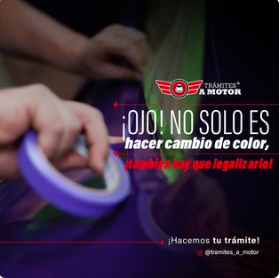 TRÁMITES®
A MOTOR
¡OJO! NO SOLO ES
hacer cambio de color,
¡también hay que legalizarlo!
¡Hacemos tu trámite!
@tramites_a_motor